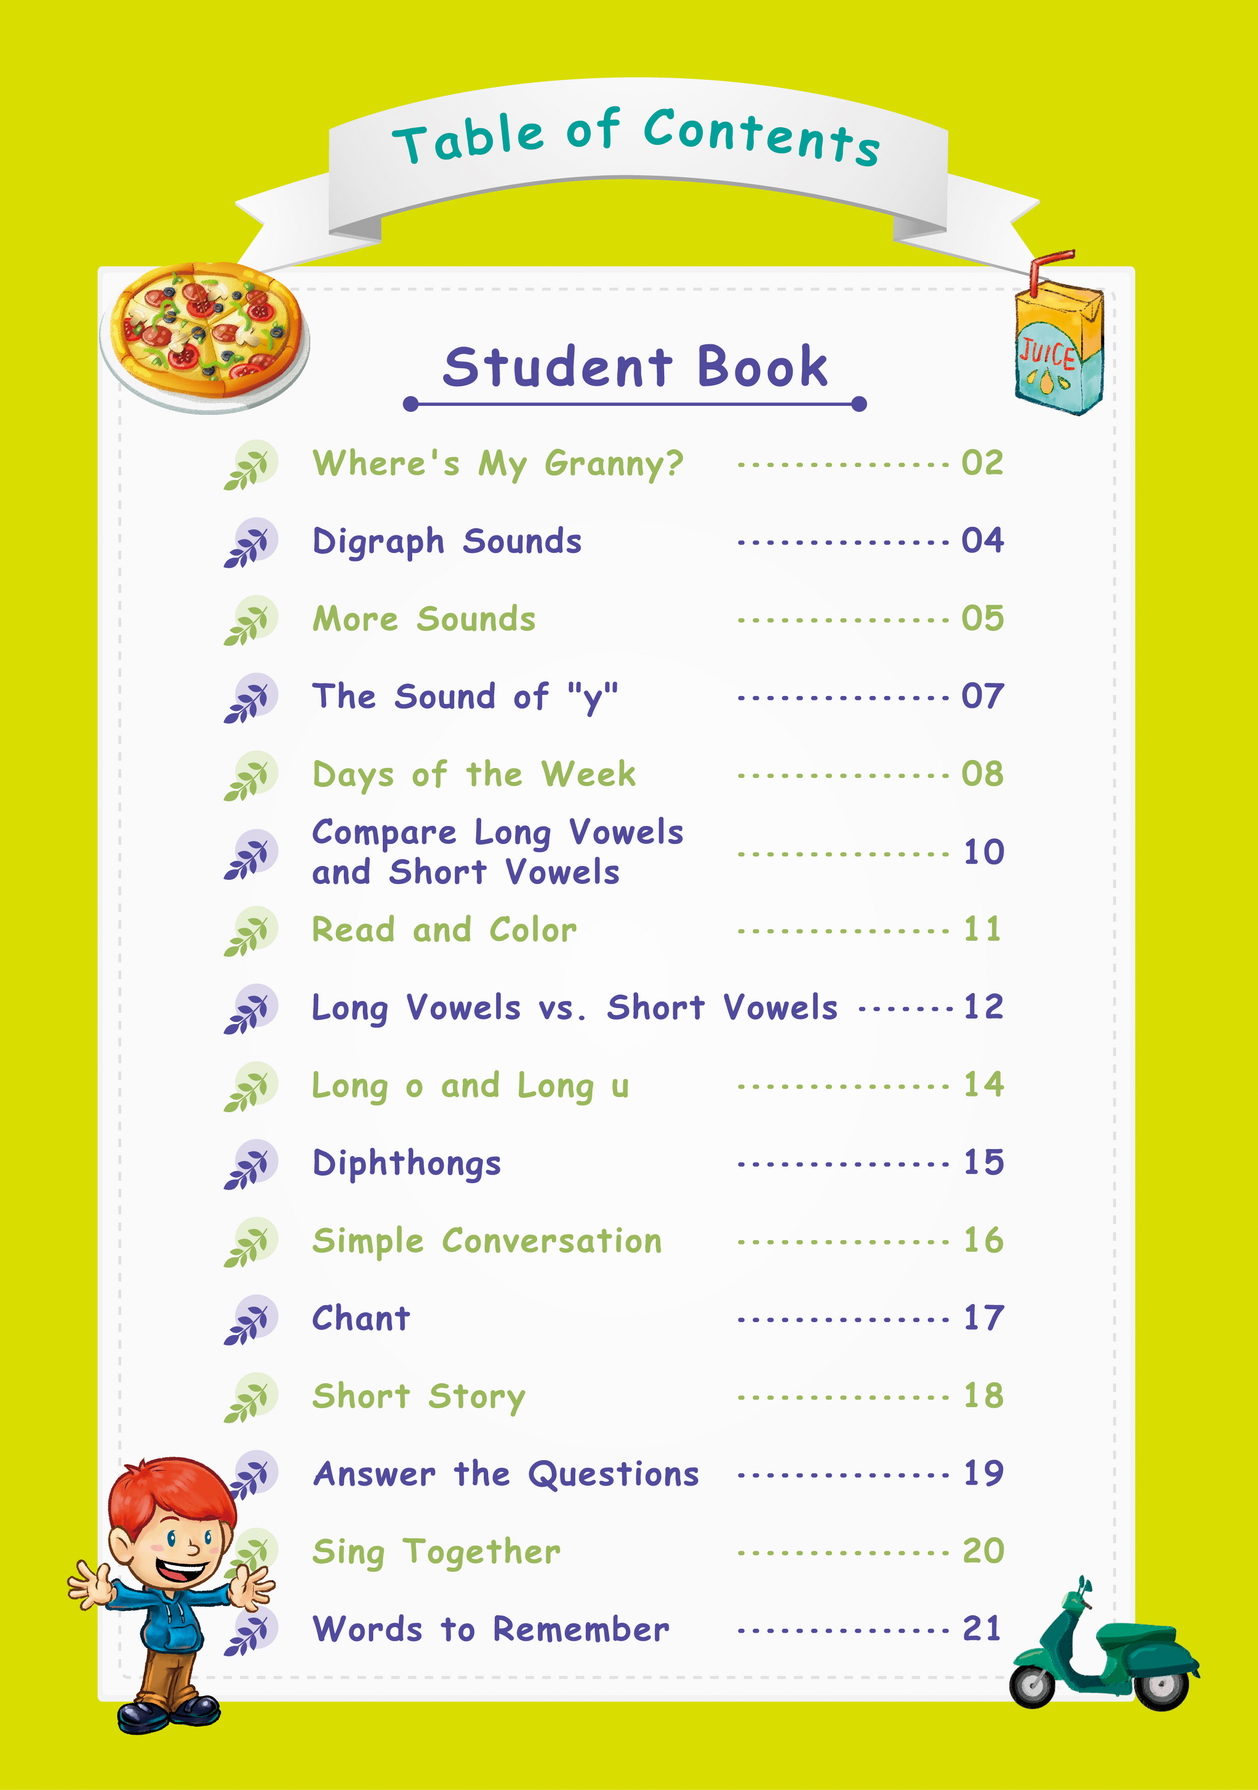 Table of Contents
JUICE
Student Book
Where's My Granny? 02
Digraph Sounds 04
More Sounds 05
The Sound of "y" 07
Days of the Week 08
Compare Long Vowels
and Short Vowels 10
Read and Color 11
Long Vowels vs. Short Vowels 12
Long o and Long u 14
Diphthongs 15
Simple Conversation 16
Chant 17
Short Story 18
Answer the Questions 19
Sing Together 20
Words to Remember 21